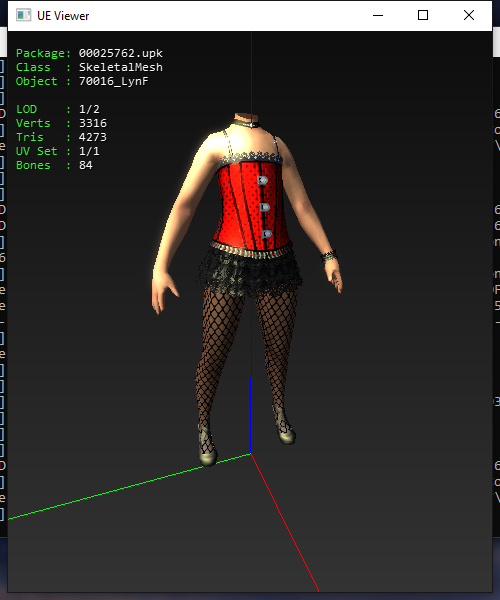 UE Viewer
Package: 00025762.upk
Class  : SkeletalMesh
Object : 70016_LynF
LOD    : 1/2
Verts  : 3316
Tris   : 4273
UV Set : 1/1
Bones  : 84